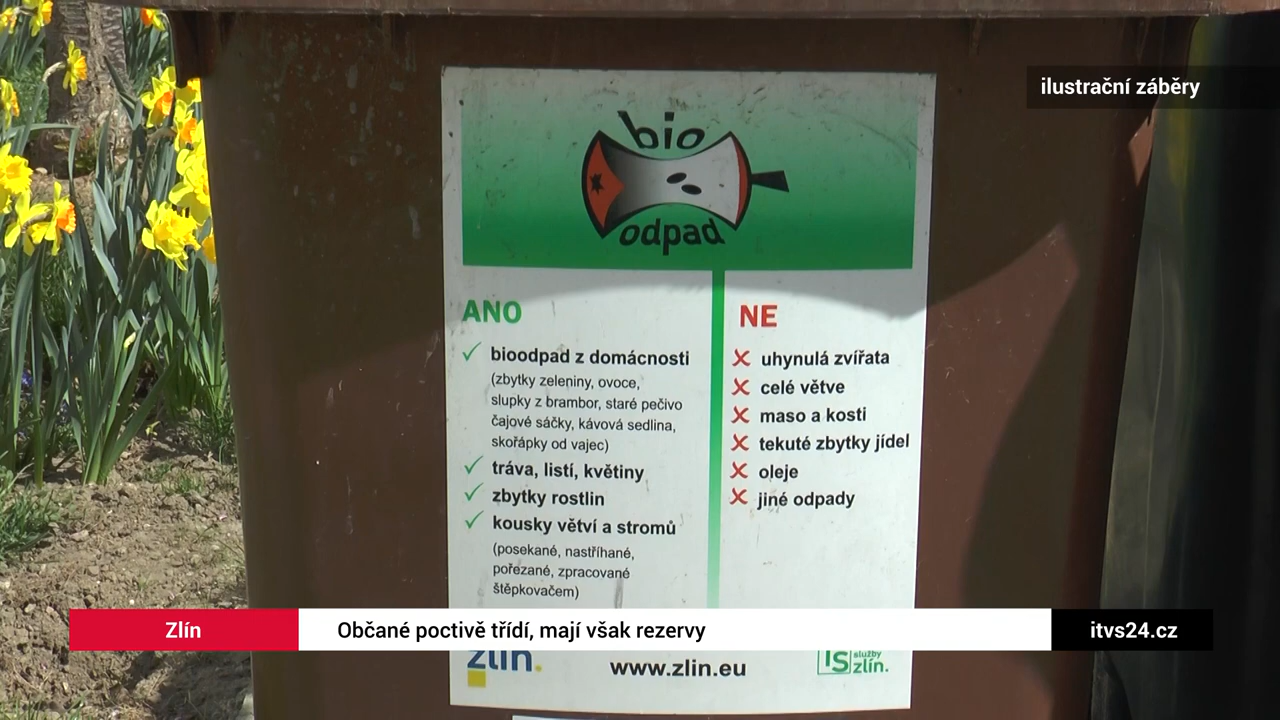 ilustrační záběry
bio
odpad
ANO
bioodpad z domácnosti
(zbytky zeleniny, ovoce,
slupky z brambor, staré pečivo
čajové sáčky, kávová sedlina,
skořápky od vajec)
tráva, listí, květiny
zbytky rostlin
kousky větví a stromů
(posekané, nastříhané,
pořezané, zpracované
štěpkovačem)
NE
uhynulá zvířata
celé větve
maso a kosti
tekuté zbytky jídel
oleje
jiné odpady
Zlín
Občané poctivě třídí, mají však rezervy
itvs24.cz
zlín.
www.zlin.eu
TS
služby
zlín.